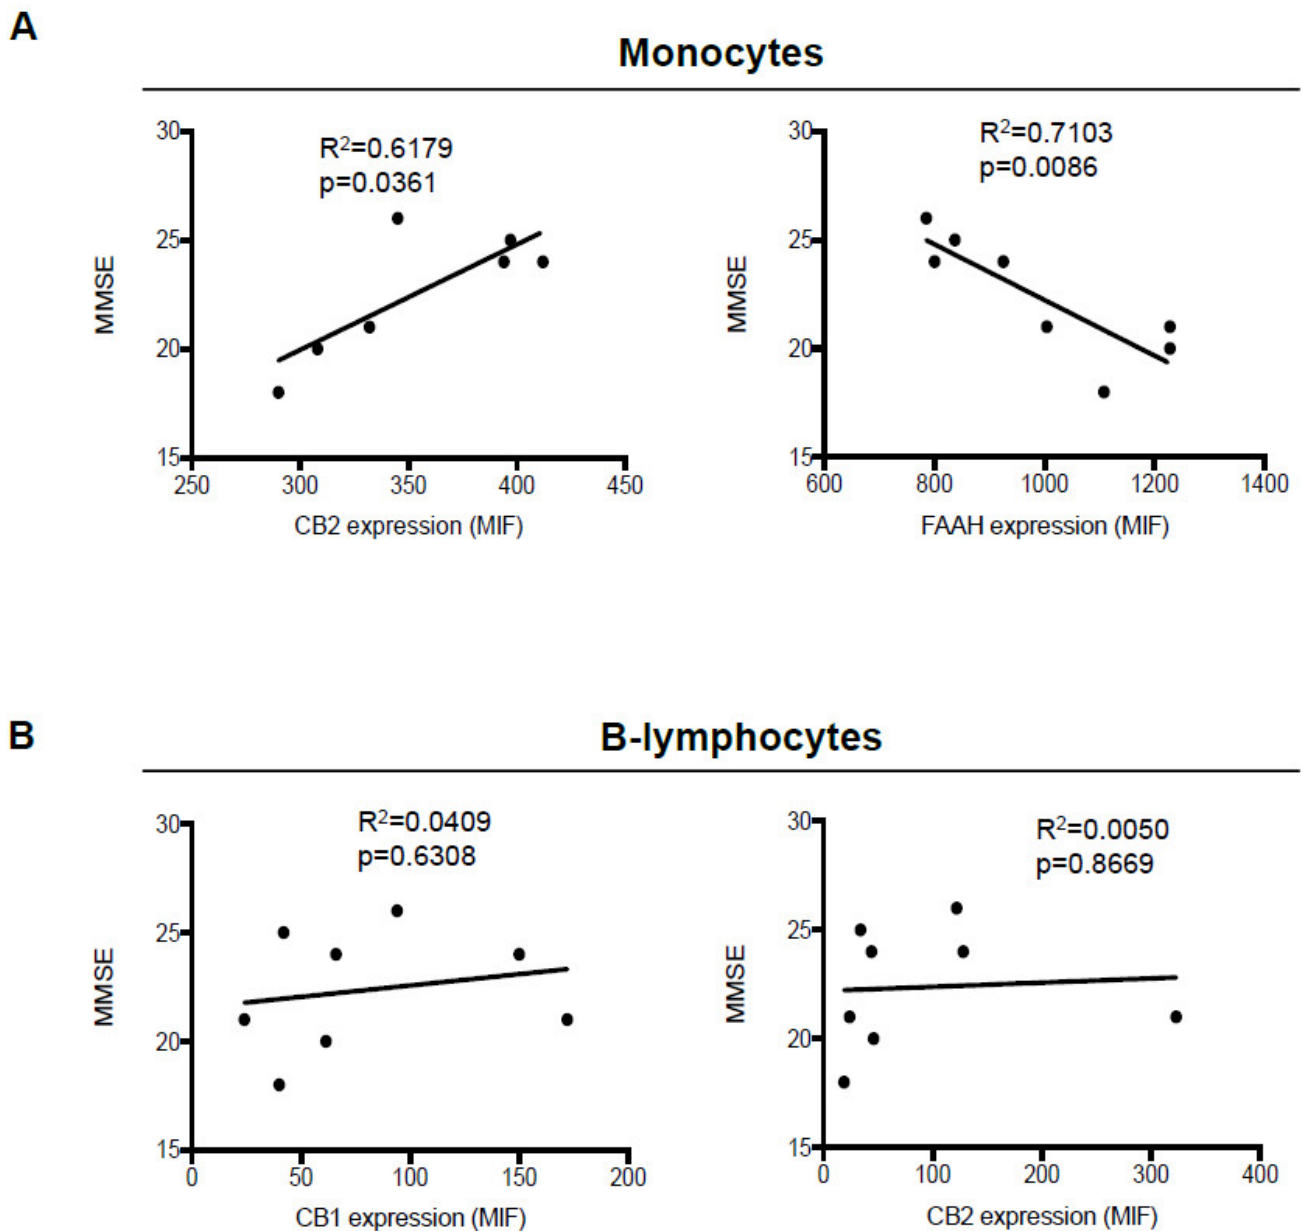 A
Monocytes
R²=0.6179
p=0.0361
30
25
20
15
MMSE
250 300 350 400 450
CB2 expression (MIF)
R²=0.7103
p=0.0086
30
25
20
15
MMSE
600 800 1000 1200 1400
FAAH expression (MIF)
B
B-lymphocytes
R²=0.0409
p=0.6308
30
25
20
15
MMSE
0 50 100 150 200
CB1 expression (MIF)
R²=0.0050
p=0.8669
30
25
20
15
MMSE
0 100 200 300 400
CB2 expression (MIF)